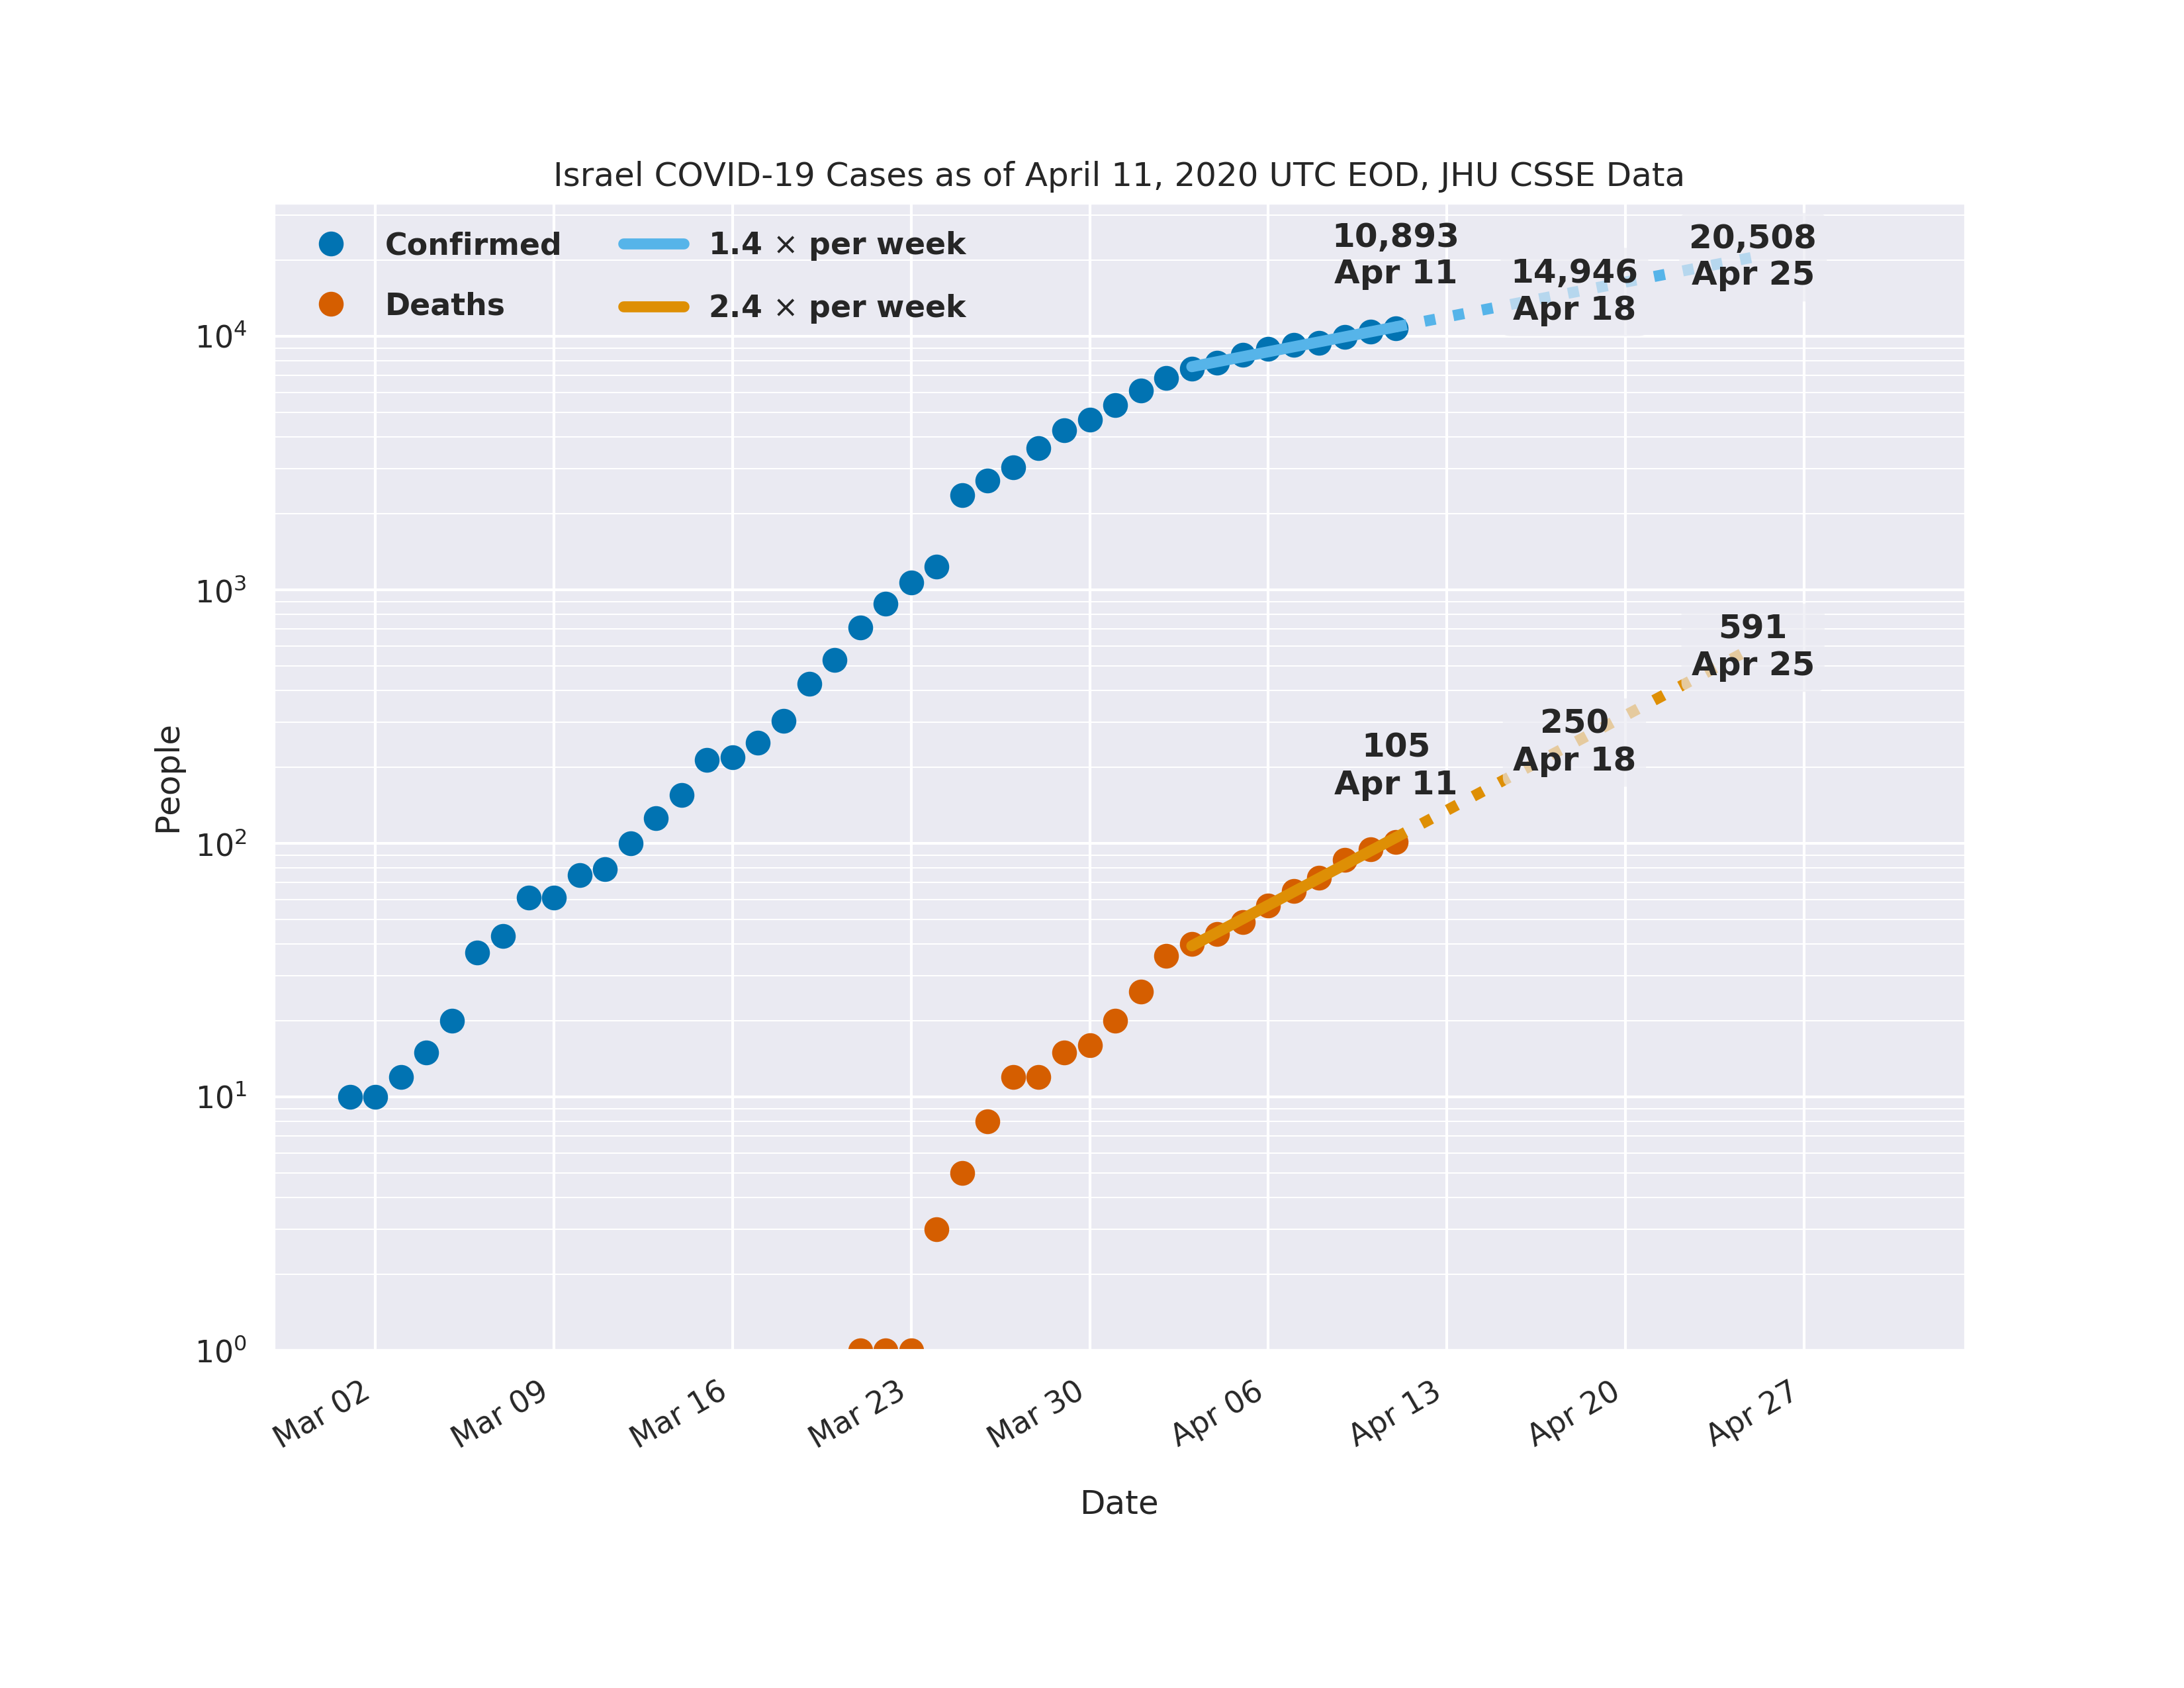 Israel COVID-19 Cases as of April 11, 2020 UTC EOD, JHU CSSE Data
Confirmed
Deaths
1.4 × per week
2.4 × per week
10,893
Apr 11
14,946
Apr 18
20,508
Apr 25
591
Apr 25
250
Apr 18
105
Apr 11
People
10⁴
10³
10²
10¹
10⁰
Mar 02
Mar 09
Mar 16
Mar 23
Mar 30
Apr 06
Apr 13
Apr 20
Apr 27
Date